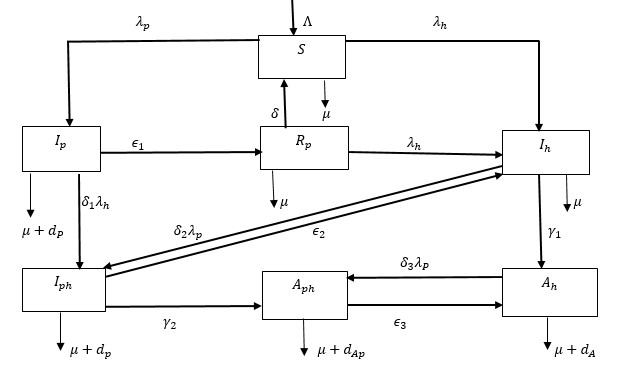 λ_p Λ λ_h
S
δ μ
I_p ϵ_1 R_p λ_h I_h
μ μ
μ + d_P δ_1λ_h δ_2λ_p ϵ_2 γ_1
I_ph δ_3λ_P
A_ph A_h
γ_2 ϵ_3
μ + d_p μ + d_Ap μ + d_A